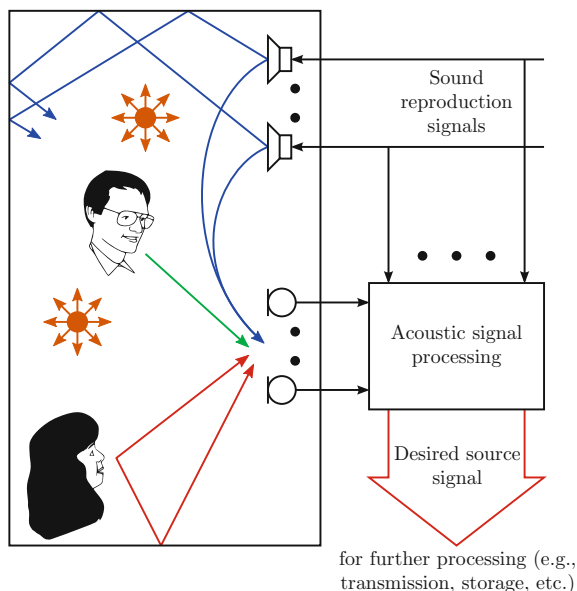 Sound
reproduction
signals
Acoustic signal
processing
Desired source
signal
for further processing (e.g.,
transmission, storage, etc.)